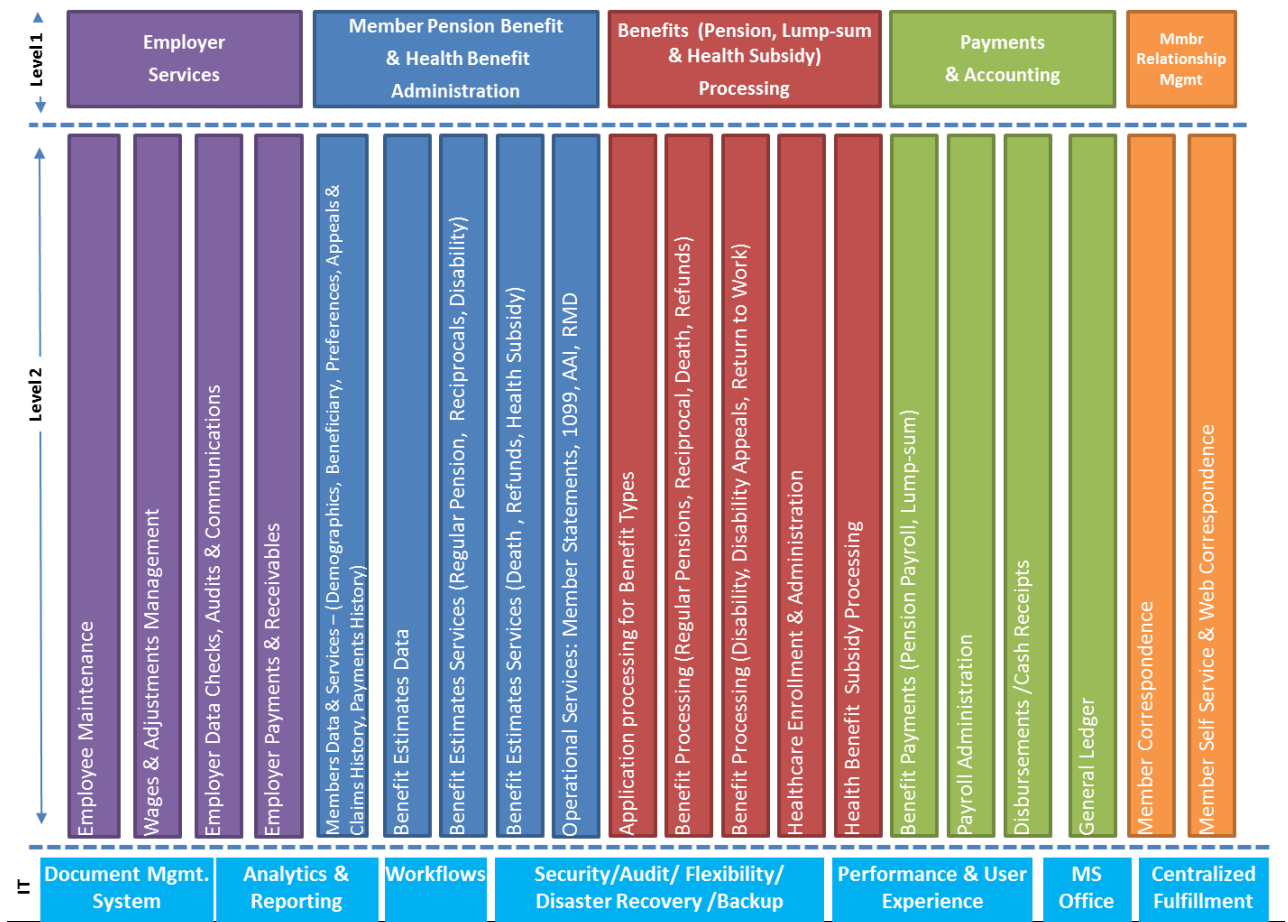 Level 1
Employer
Services
Member Pension Benefit
& Health Benefit
Administration
Benefits (Pension, Lump-sum
& Health Subsidy)
Processing
Payments
& Accounting
Mmbr
Relationship
Mgmt
Level 2
Employee Maintenance
Wages & Adjustments Management
Employer Data Checks, Audits & Communications
Employer Payments & Receivables
Members Data & Services – (Demographics, Beneficiary, Preferences, Appeals &
Claims History, Payments History)
Benefit Estimates Data
Benefit Estimates Services (Regular Pension, Reciprocals, Disability)
Benefit Estimates Services (Death , Refunds, Health Subsidy)
Operational Services: Member Statements, 1099, AAI, RMD
Application processing for Benefit Types
Benefit Processing (Regular Pensions, Reciprocal, Death, Refunds)
Benefit Processing (Disability, Disability Appeals, Return to Work)
Healthcare Enrollment & Administration
Health Benefit Subsidy Processing
Benefit Payments (Pension Payroll, Lump-sum)
Payroll Administration
Disbursements /Cash Receipts
General Ledger
Member Correspondence
Member Self Service & Web Correspondence
IT
Document Mgmt.
System
Analytics &
Reporting
Workflows
Security/Audit/ Flexibility/
Disaster Recovery /Backup
Performance & User
Experience
MS
Office
Centralized
Fulfillment